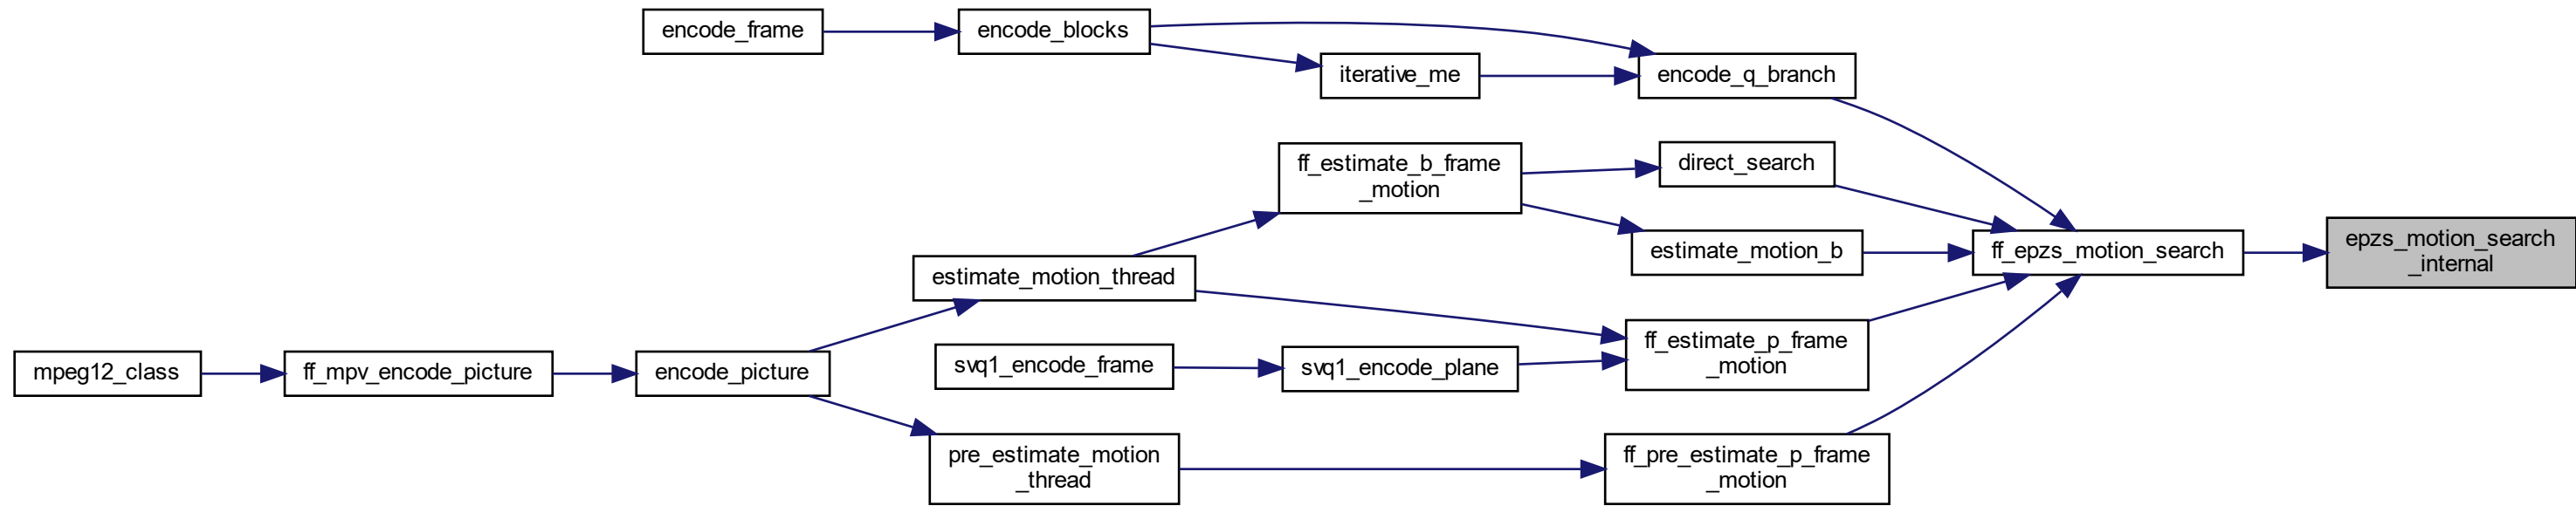 encode_frame
encode_blocks
iterative_me
encode_q_branch
ff_estimate_b_frame
_motion
direct_search
estimate_motion_b
ff_epzs_motion_search
epzs_motion_search
_internal
estimate_motion_thread
ff_estimate_p_frame
_motion
svq1_encode_frame
svq1_encode_plane
mpeg12_class
ff_mpv_encode_picture
encode_picture
pre_estimate_motion
_thread
ff_pre_estimate_p_frame
_motion